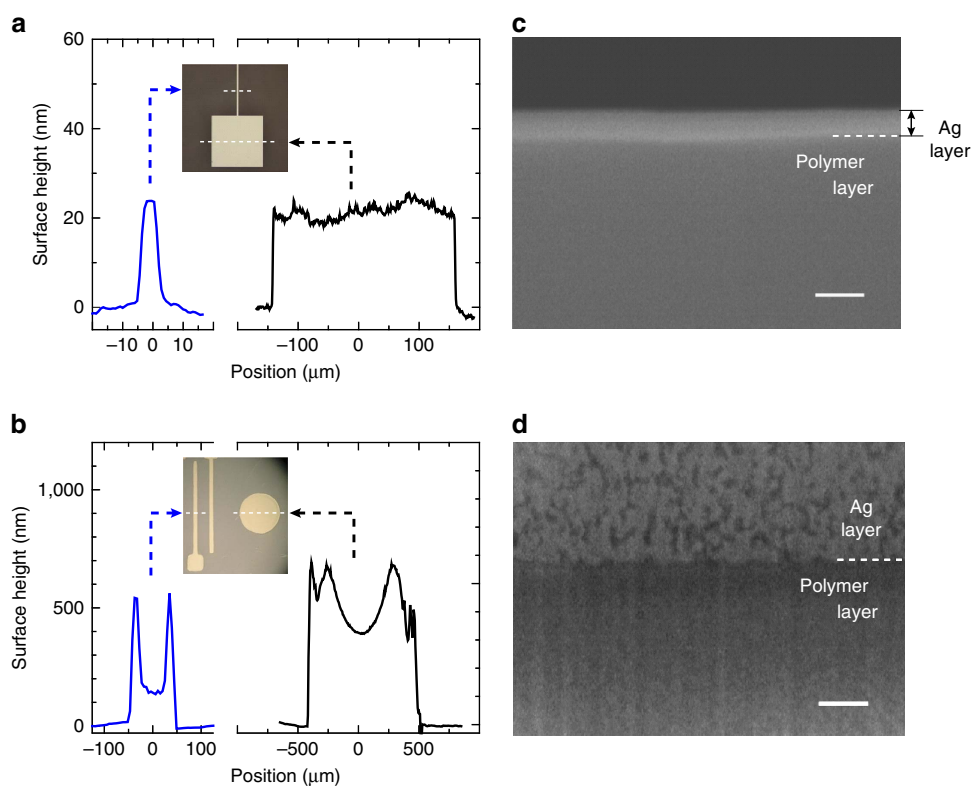 a
60
40
20
0
Surface height (nm)
–10 0 10
–100 0 100
Position (μm)
b
1,000
500
0
Surface height (nm)
–100 0 100
–500 0 500
Position (μm)
c
Ag
layer
Polymer
layer
d
Ag
layer
Polymer
layer